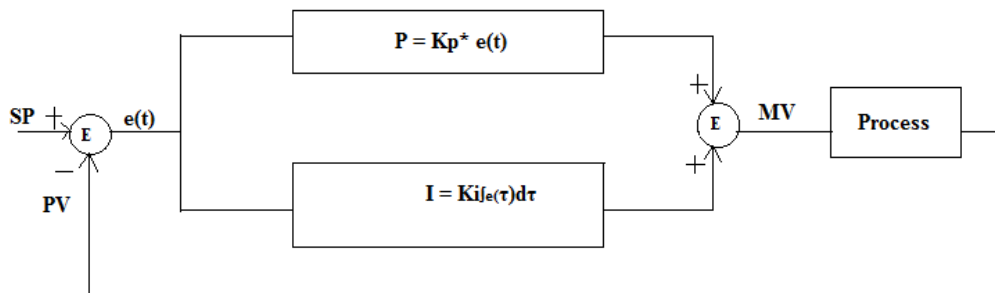 P = Kp* e(t)
SP
+
E
e(t)
−
PV
I = Ki∫e(τ)dτ
+
E
+
MV
Process